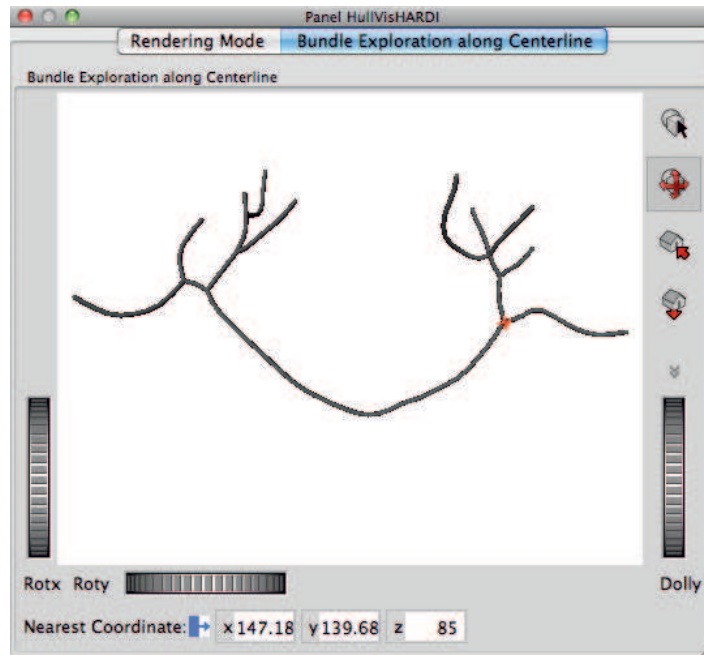 Panel HullVisHARDI
Rendering Mode Bundle Exploration along Centerline
Bundle Exploration along Centerline
Rotx Roty Dolly
Nearest Coordinate: x 147.18 y 139.68 z 85